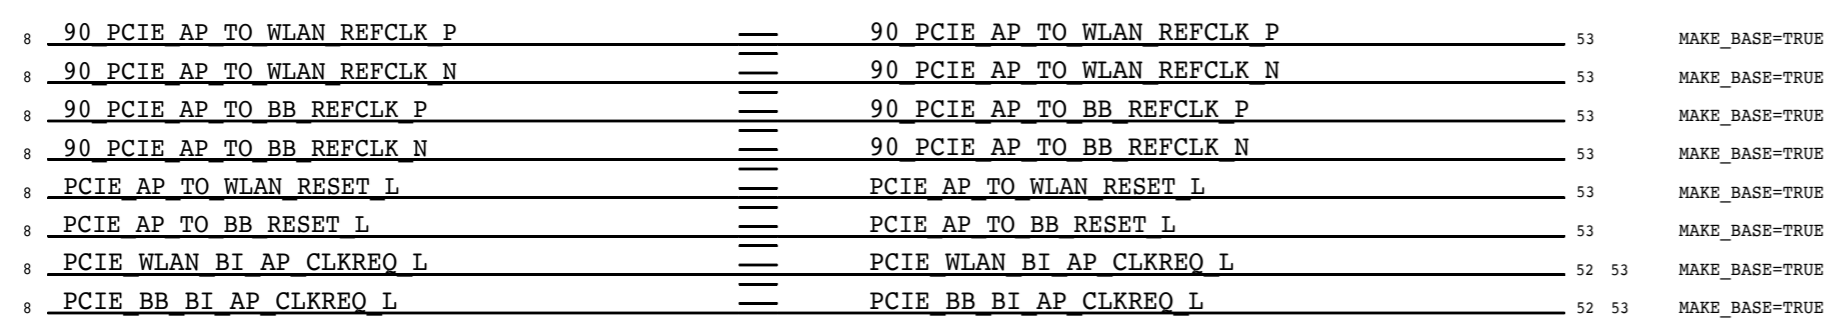 8 90_PCIE_AP_TO_WLAN_REFCLK_P 90_PCIE_AP_TO_WLAN_REFCLK_P 53 MAKE_BASE=TRUE
8 90_PCIE_AP_TO_WLAN_REFCLK_N 90_PCIE_AP_TO_WLAN_REFCLK_N 53 MAKE_BASE=TRUE
8 90_PCIE_AP_TO_BB_REFCLK_P 90_PCIE_AP_TO_BB_REFCLK_P 53 MAKE_BASE=TRUE
8 90_PCIE_AP_TO_BB_REFCLK_N 90_PCIE_AP_TO_BB_REFCLK_N 53 MAKE_BASE=TRUE
8 PCIE_AP_TO_WLAN_RESET_L PCIE_AP_TO_WLAN_RESET_L 53 MAKE_BASE=TRUE
8 PCIE_AP_TO_BB_RESET_L PCIE_AP_TO_BB_RESET_L 53 MAKE_BASE=TRUE
8 PCIE_WLAN_BI_AP_CLKREQ_L PCIE_WLAN_BI_AP_CLKREQ_L 52 53 MAKE_BASE=TRUE
8 PCIE_BB_BI_AP_CLKREQ_L PCIE_BB_BI_AP_CLKREQ_L 52 53 MAKE_BASE=TRUE